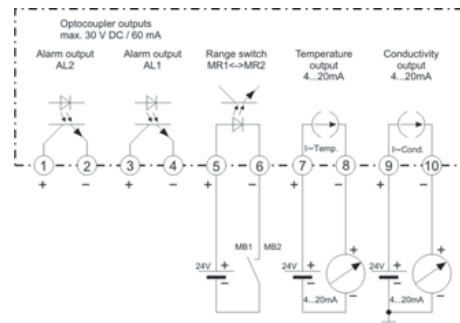 Optocoupler outputs
max. 30 V DC / 60 mA
Alarm output
AL2
Alarm output
AL1
Range switch
MR1<->MR2
Temperature
output
4...20mA
Conductivity
output
4...20mA
I~Temp.
I~Cond.
1 2 3 4 5 6 7 8 9 10
+ − + − + − + − + −
24V + −
MB1 MB2
24V + −
+ −
4...20mA
24V + −
+ −
4...20mA